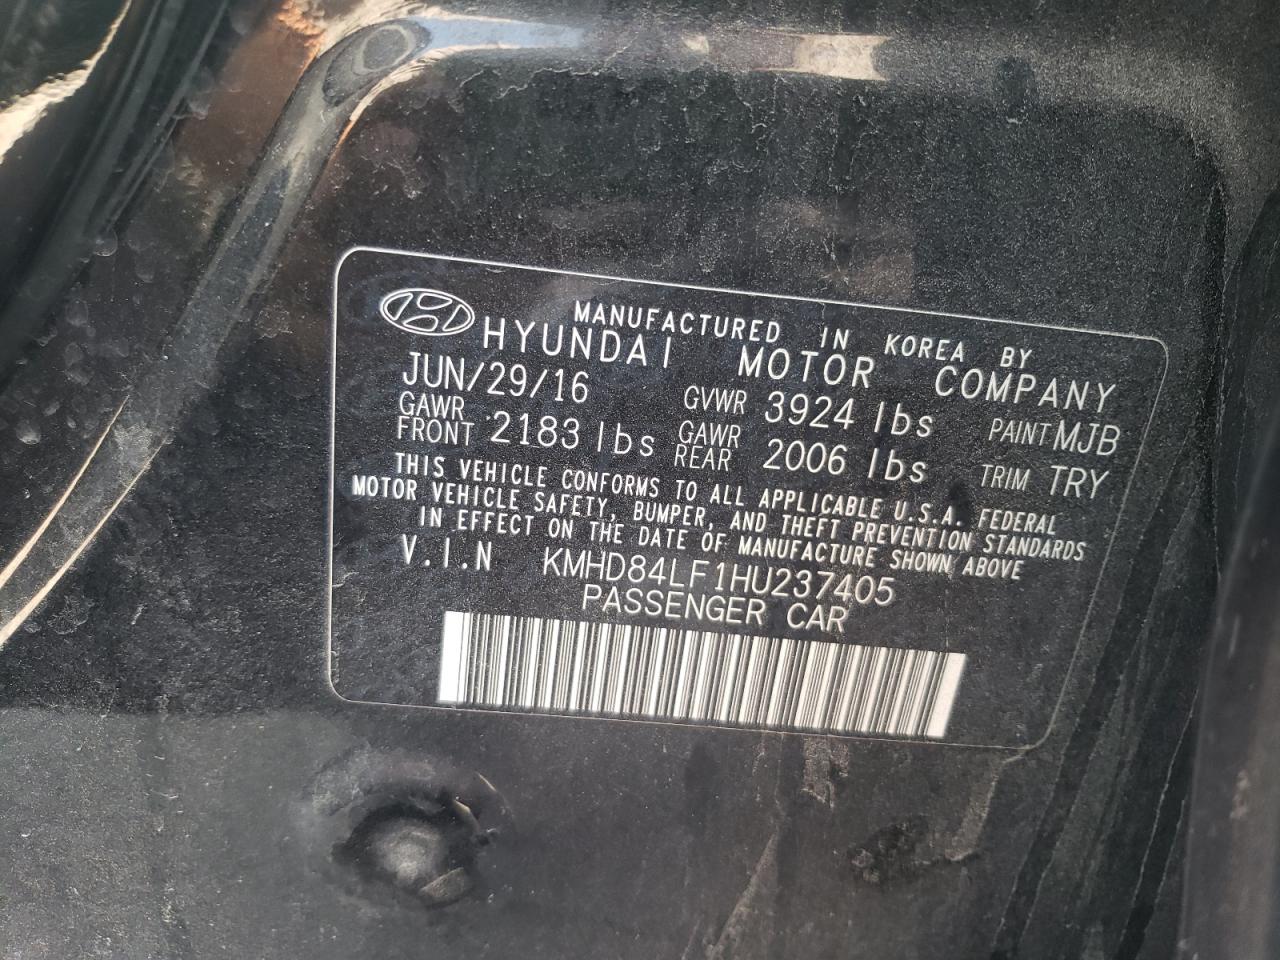 MANUFACTURED IN KOREA BY
HYUNDAI MOTOR COMPANY
JUN/29/16 GVWR 3924 lbs PAINT MJB
GAWR FRONT 2183 lbs GAWR REAR 2006 lbs TRIM TRY
THIS VEHICLE CONFORMS TO ALL APPLICABLE U.S.A. FEDERAL
MOTOR VEHICLE SAFETY, BUMPER, AND THEFT PREVENTION STANDARDS
IN EFFECT ON THE DATE OF MANUFACTURE SHOWN ABOVE
V.I.N KMHD84LF1HU237405
PASSENGER CAR